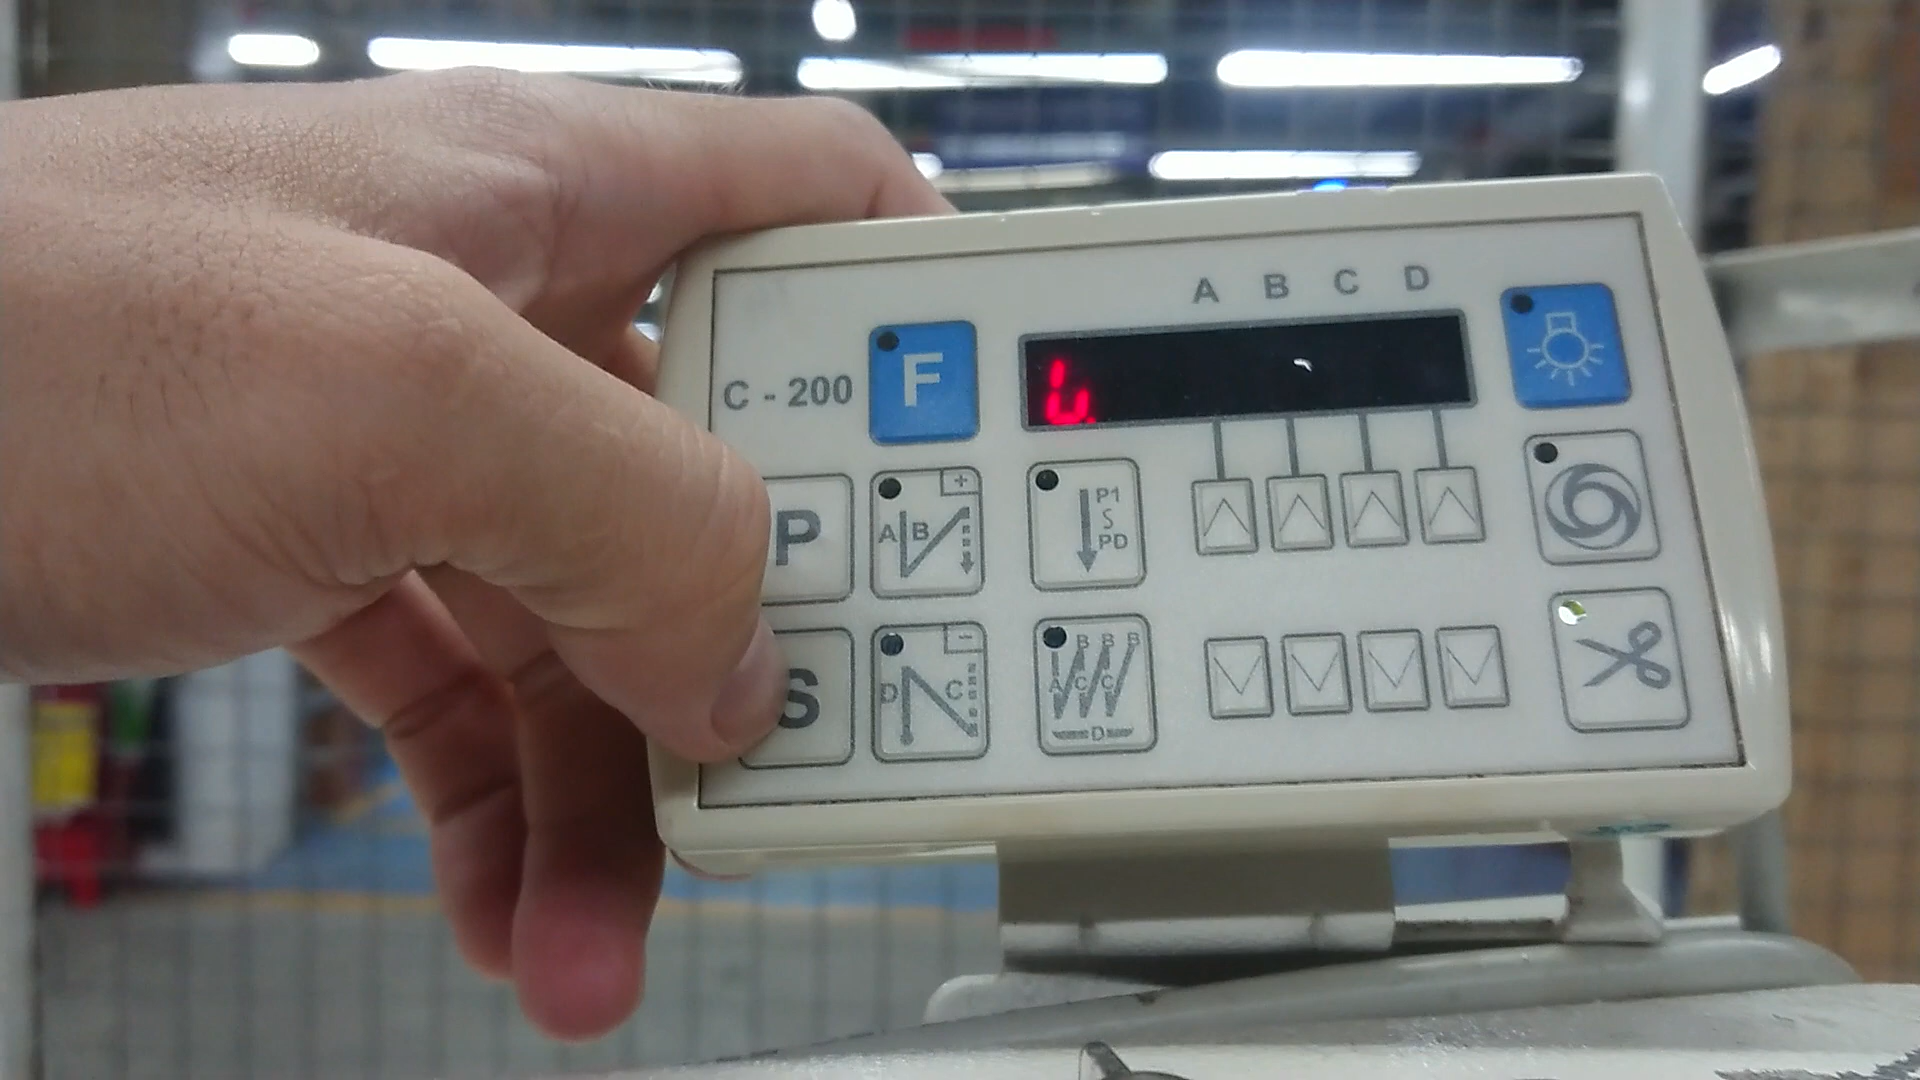 A B C D
C - 200
F
P
A B +
P1
S
PD
S
D C -
A B C B C B
D